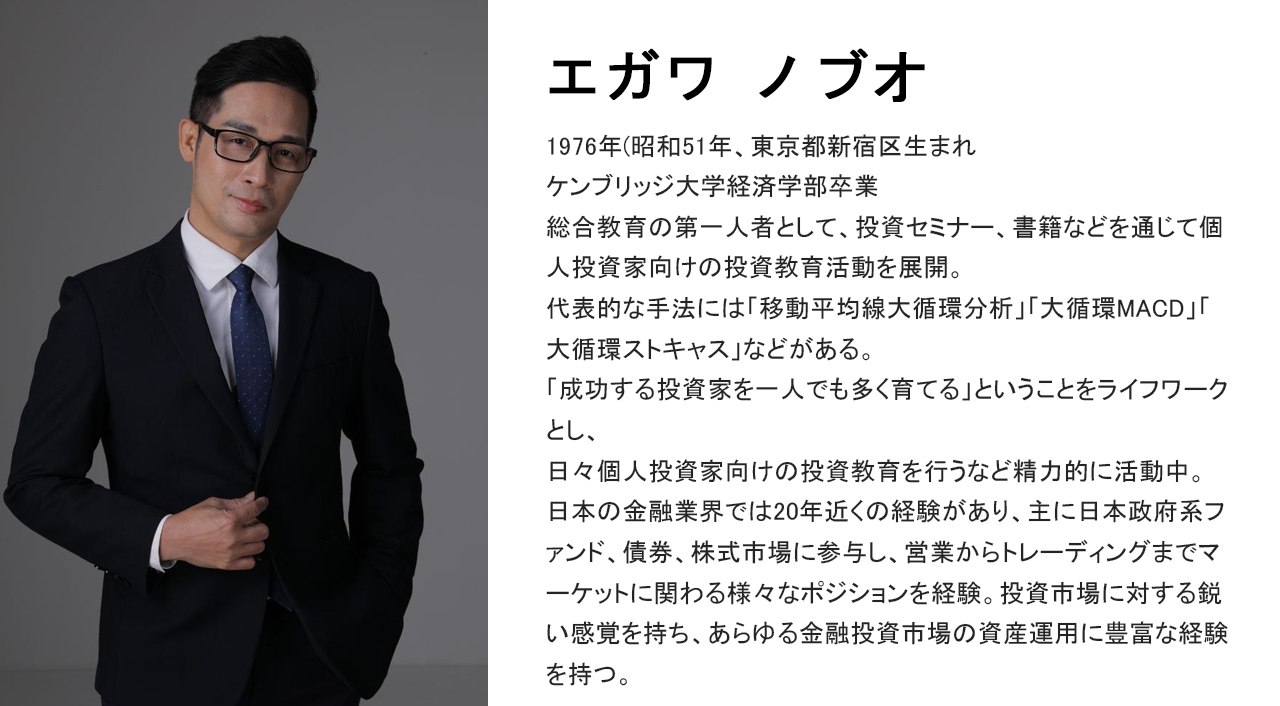 エガワ ノブオ
1976年(昭和51年、東京都新宿区生まれ
ケンブリッジ大学経済学部卒業
総合教育の第一人者として、投資セミナー、書籍などを通じて個
人投資家向けの投資教育活動を展開。
代表的な手法には「移動平均線大循環分析」「大循環MACD」「
大循環ストキャス」などがある。
「成功する投資家を一人でも多く育てる」ということをライフワーク
とし、
日々個人投資家向けの投資教育を行うなど精力的に活動中。
日本の金融業界では20年近くの経験があり、主に日本政府系フ
ァンド、債券、株式市場に参与し、営業からトレーディングまでマ
ーケットに関わる様々なポジションを経験。投資市場に対する鋭
い感覚を持ち、あらゆる金融投資市場の資産運用に豊富な経験
を持つ。